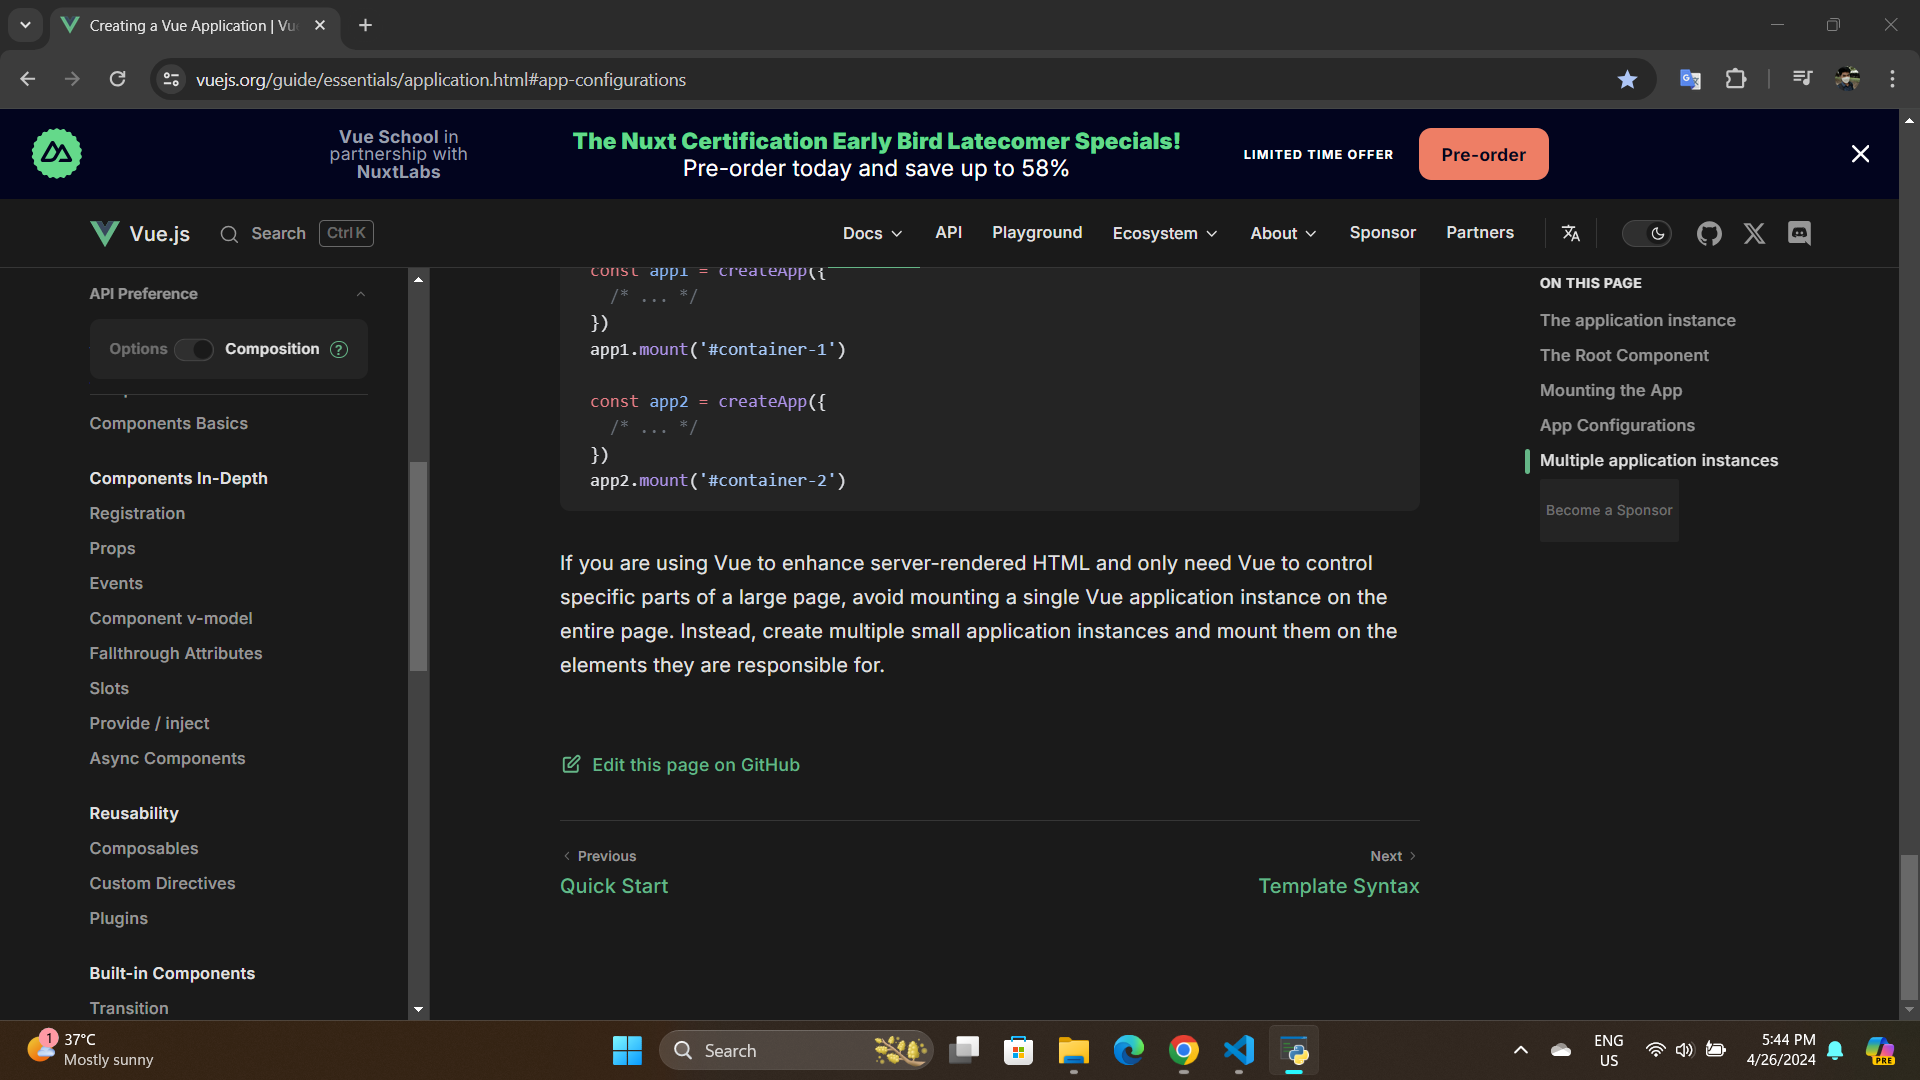 Creating a Vue Application | Vu
vuejs.org/guide/essentials/application.html#app-configurations
Vue School in
partnership with
NuxtLabs
The Nuxt Certification Early Bird Latecomer Specials!
Pre-order today and save up to 58%
LIMITED TIME OFFER
Pre-order
Vue.js
Search
Ctrl K
Docs
API
Playground
Ecosystem
About
Sponsor
Partners
API Preference
Options
Composition
?
Components Basics
Components In-Depth
Registration
Props
Events
Component v-model
Fallthrough Attributes
Slots
Provide / inject
Async Components
Reusability
Composables
Custom Directives
Plugins
Built-in Components
Transition
const app1 = createApp({
/* ... */
})
app1.mount('#container-1')
const app2 = createApp({
/* ... */
})
app2.mount('#container-2')
If you are using Vue to enhance server-rendered HTML and only need Vue to control
specific parts of a large page, avoid mounting a single Vue application instance on the
entire page. Instead, create multiple small application instances and mount them on the
elements they are responsible for.
Edit this page on GitHub
Previous
Quick Start
Next
Template Syntax
ON THIS PAGE
The application instance
The Root Component
Mounting the App
App Configurations
Multiple application instances
Become a Sponsor
1
37°C
Mostly sunny
Search
ENG
US
5:44 PM
4/26/2024
PRE